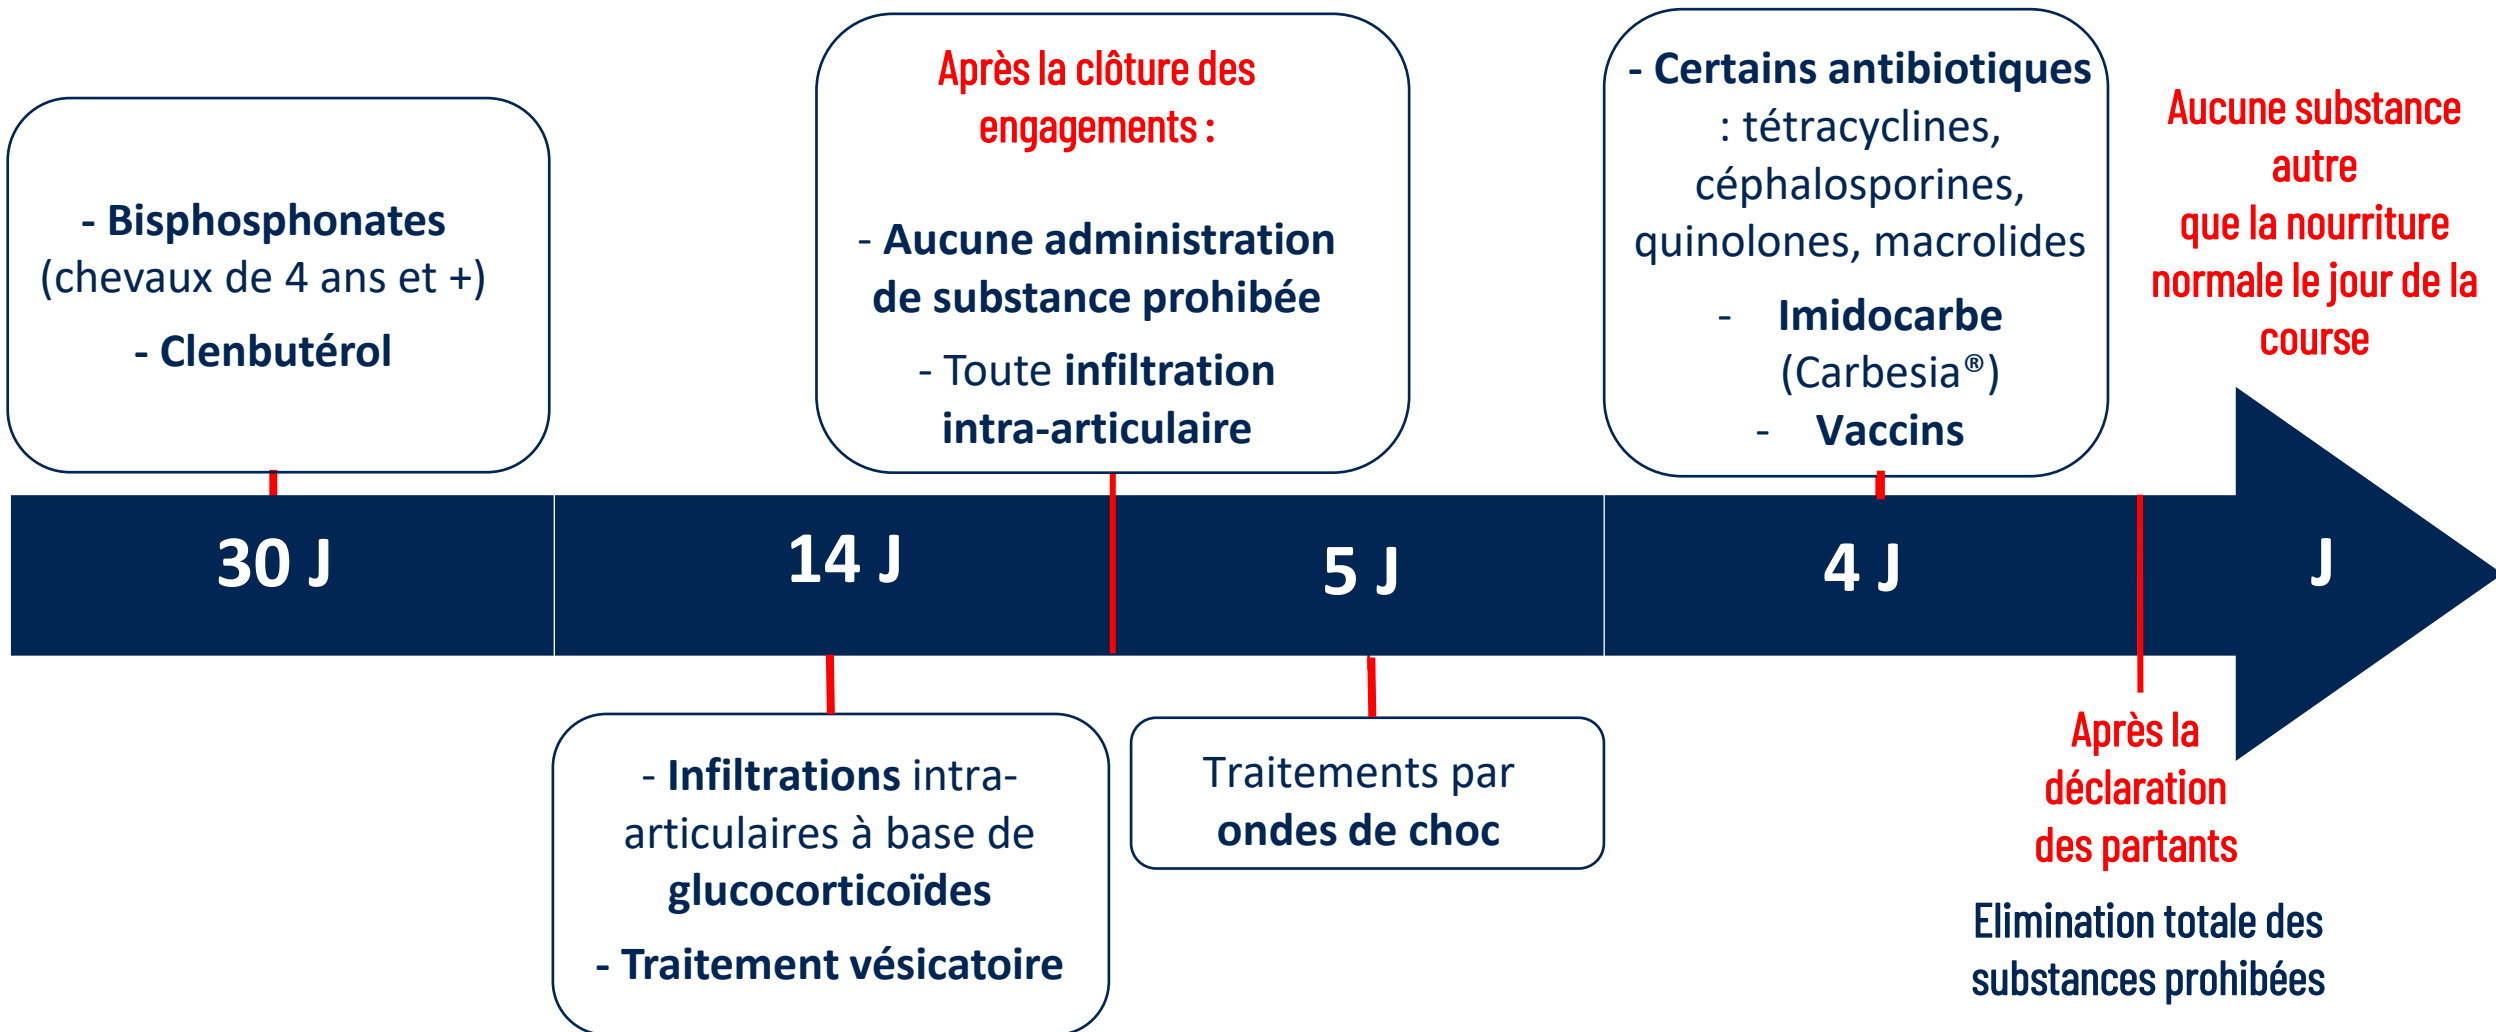 - Bisphosphonates
(chevaux de 4 ans et +)
- Clenbutérol
Après la clôture des
engagements :
- Aucune administration
de substance prohibée
- Toute infiltration
intra-articulaire
- Certains antibiotiques
: tétracyclines,
céphalosporines,
quinolones, macrolides
- Imidocarbe
(Carbesia®)
- Vaccins
Aucune substance
autre
que la nourriture
normale le jour de la
course
30 J
14 J
5 J
4 J
J
- Infiltrations intra-
articulaires à base de
glucocorticoïdes
- Traitement vésicatoire
Traitements par
ondes de choc
Après la
déclaration
des partants
Elimination totale des
substances prohibées